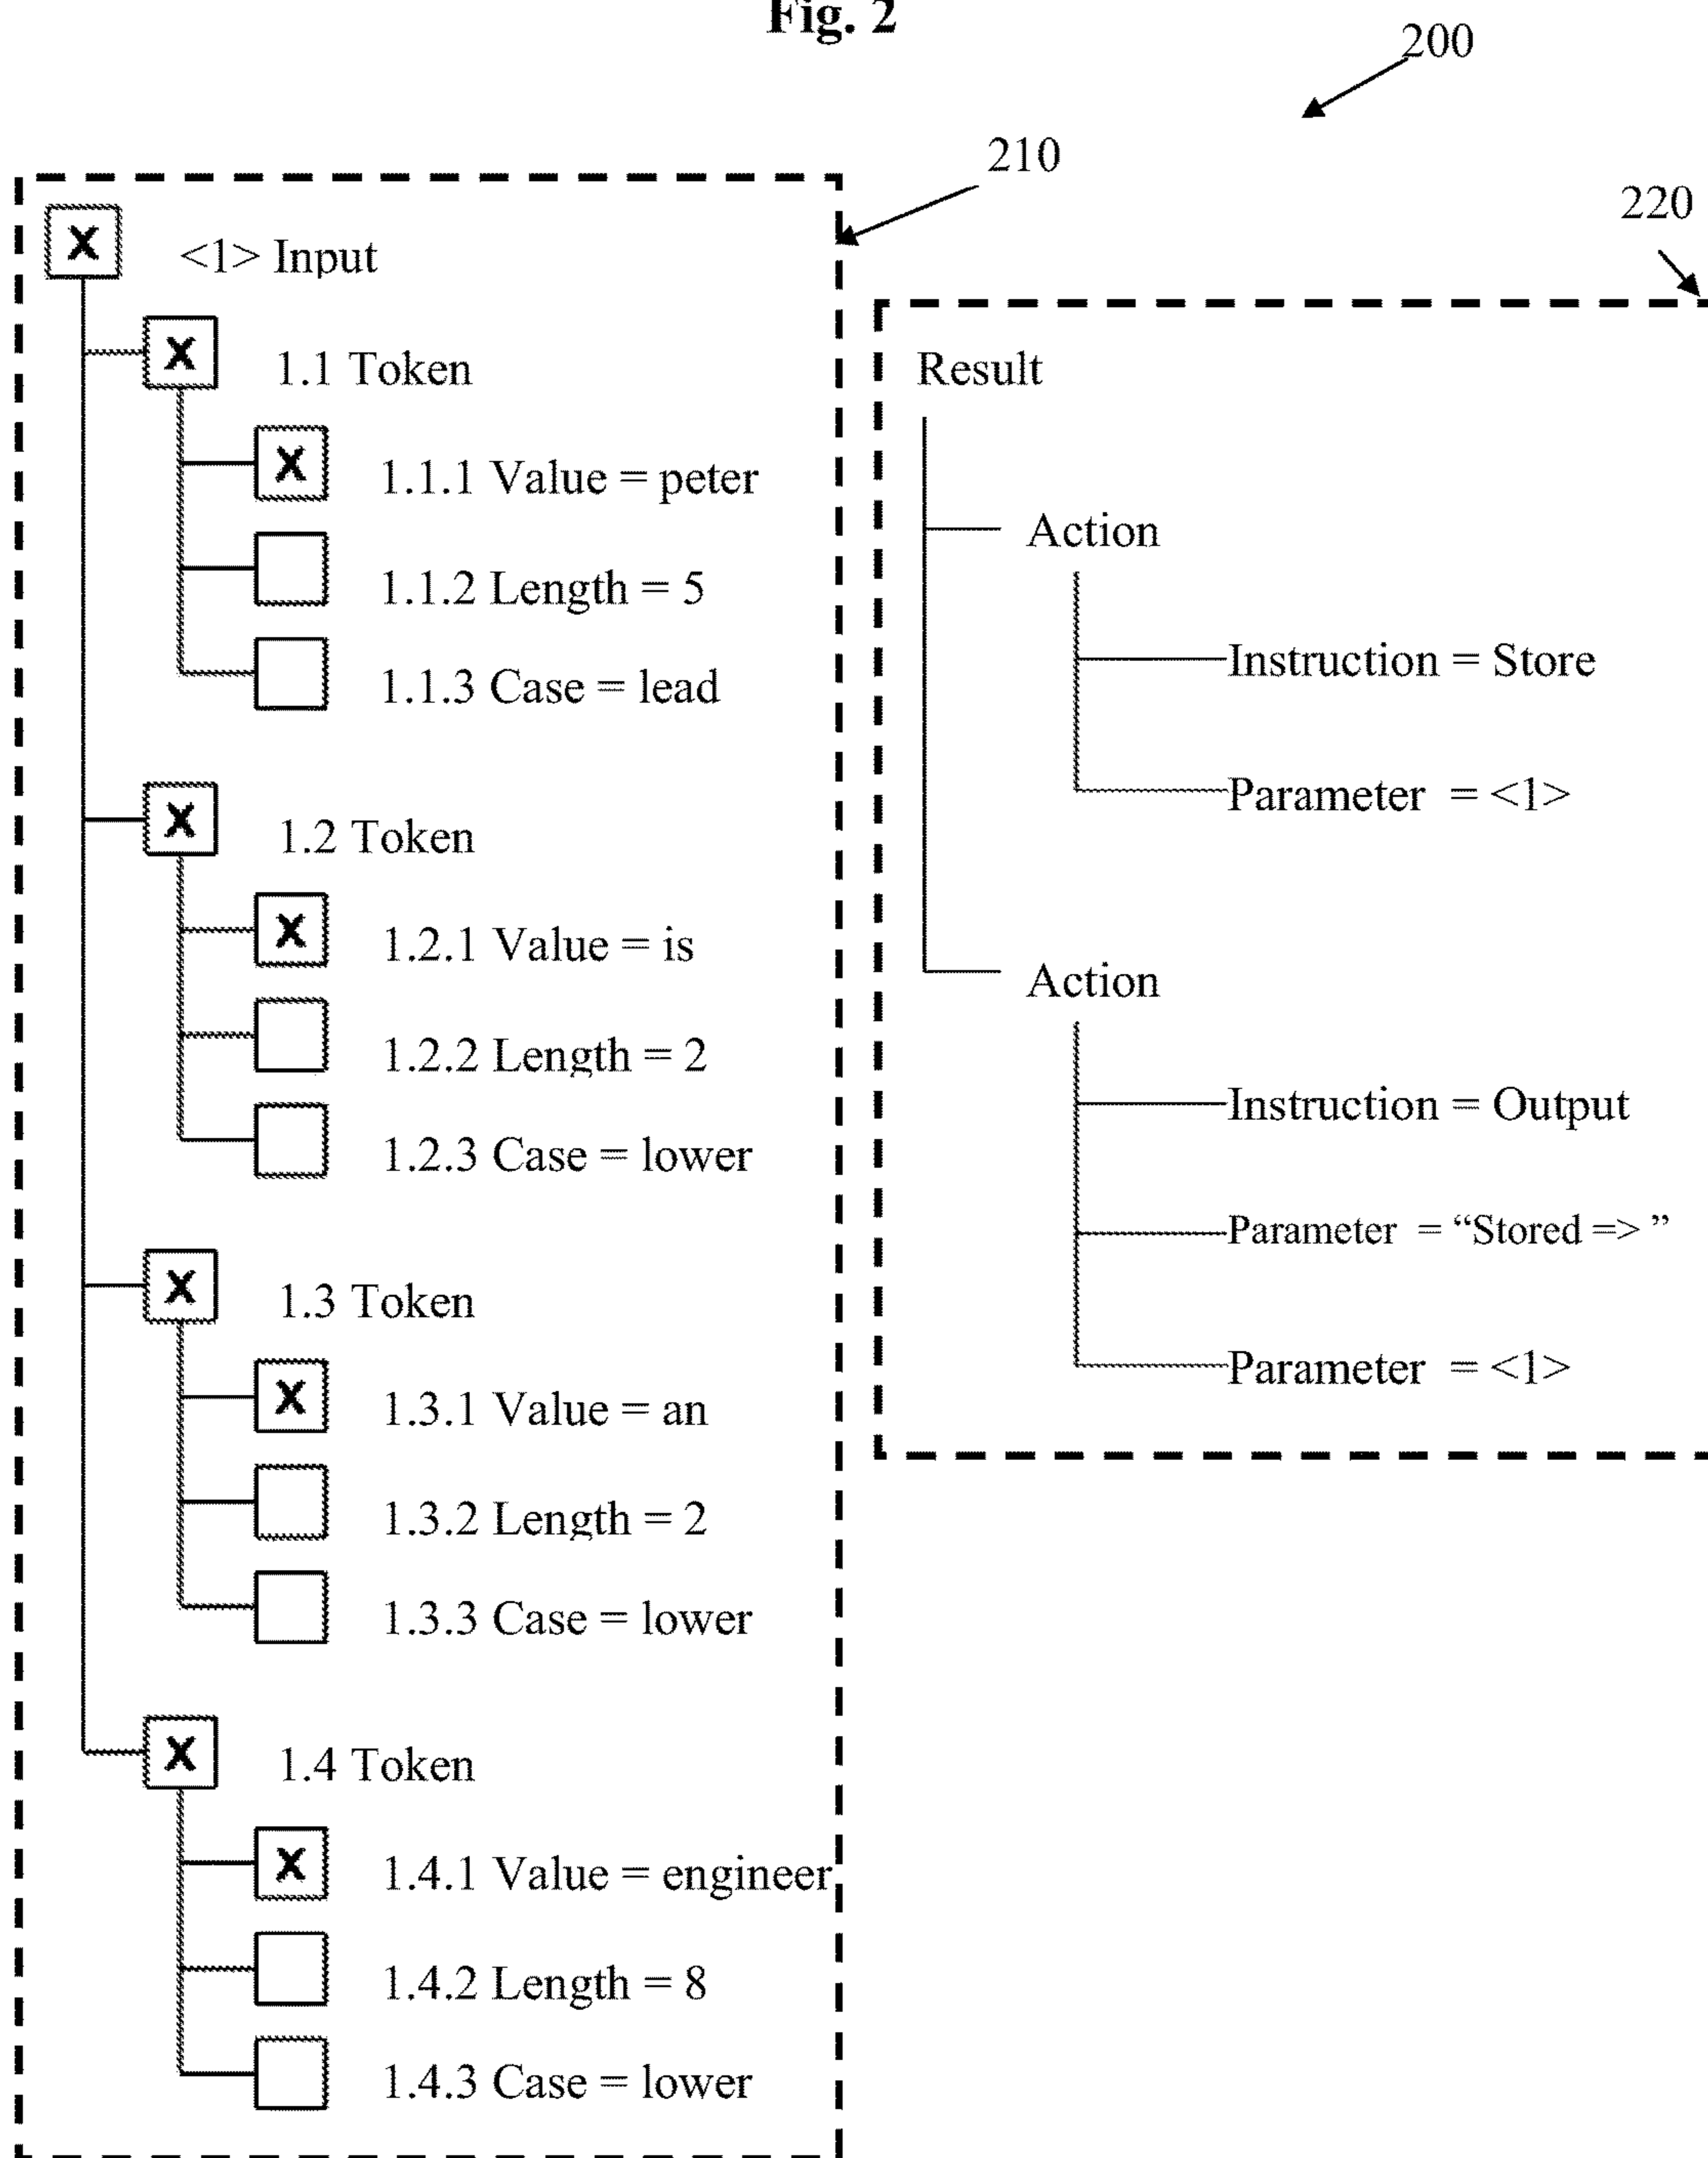 Fig. 2
200
210
220
X <1> Input
X 1.1 Token
X 1.1.1 Value = peter
1.1.2 Length = 5
1.1.3 Case = lead
X 1.2 Token
X 1.2.1 Value = is
1.2.2 Length = 2
1.2.3 Case = lower
X 1.3 Token
X 1.3.1 Value = an
1.3.2 Length = 2
1.3.3 Case = lower
X 1.4 Token
X 1.4.1 Value = engineer
1.4.2 Length = 8
1.4.3 Case = lower
Result
Action
Instruction = Store
Parameter = <1>
Action
Instruction = Output
Parameter = “Stored => ”
Parameter = <1>